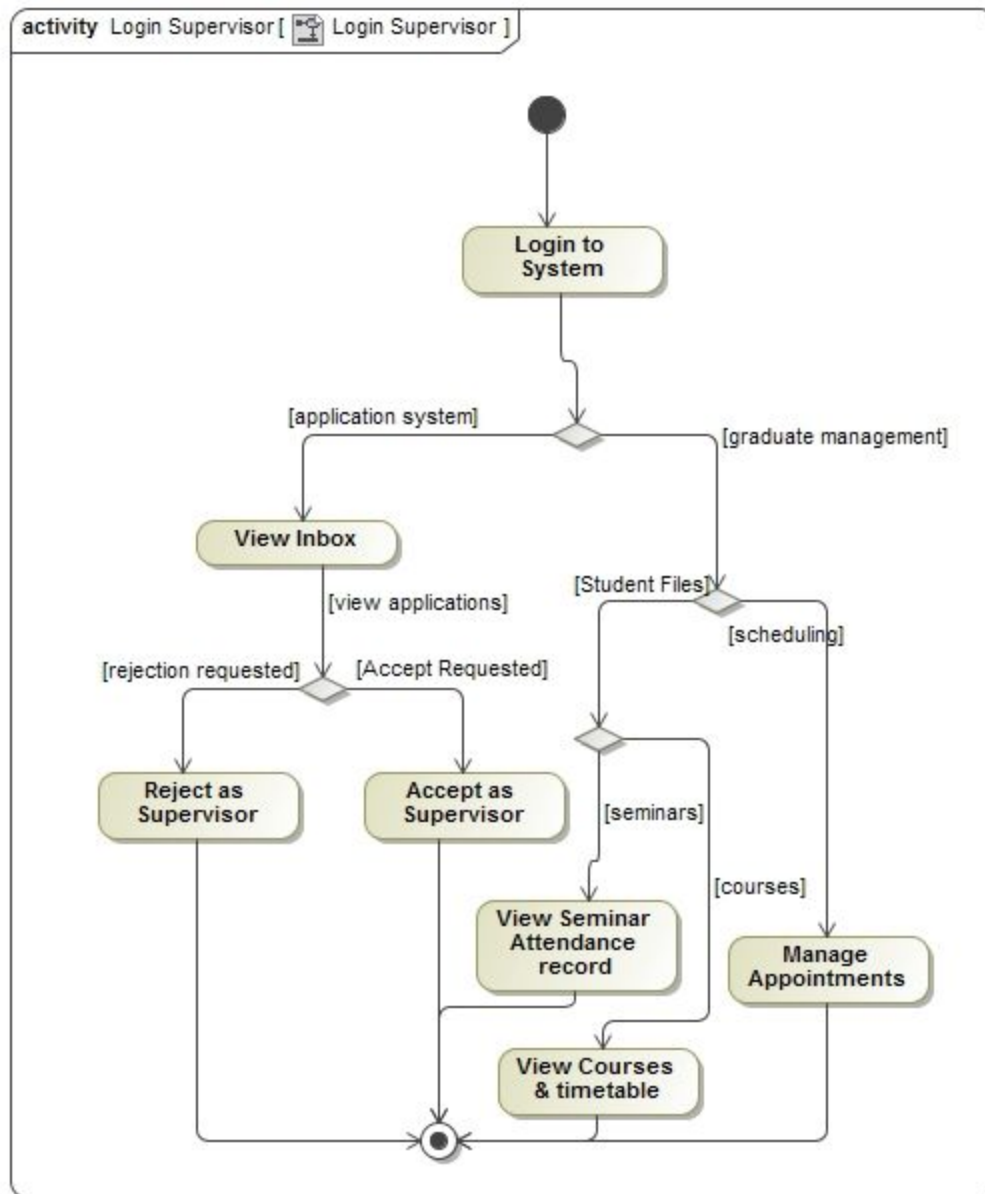 activity Login Supervisor [ Login Supervisor ]
Login to
System
[application system]
[graduate management]
View Inbox
[view applications]
[Student Files]
[scheduling]
[rejection requested]
[Accept Requested]
Reject as
Supervisor
Accept as
Supervisor
[seminars]
[courses]
View Seminar
Attendance
record
Manage
Appointments
View Courses
& timetable